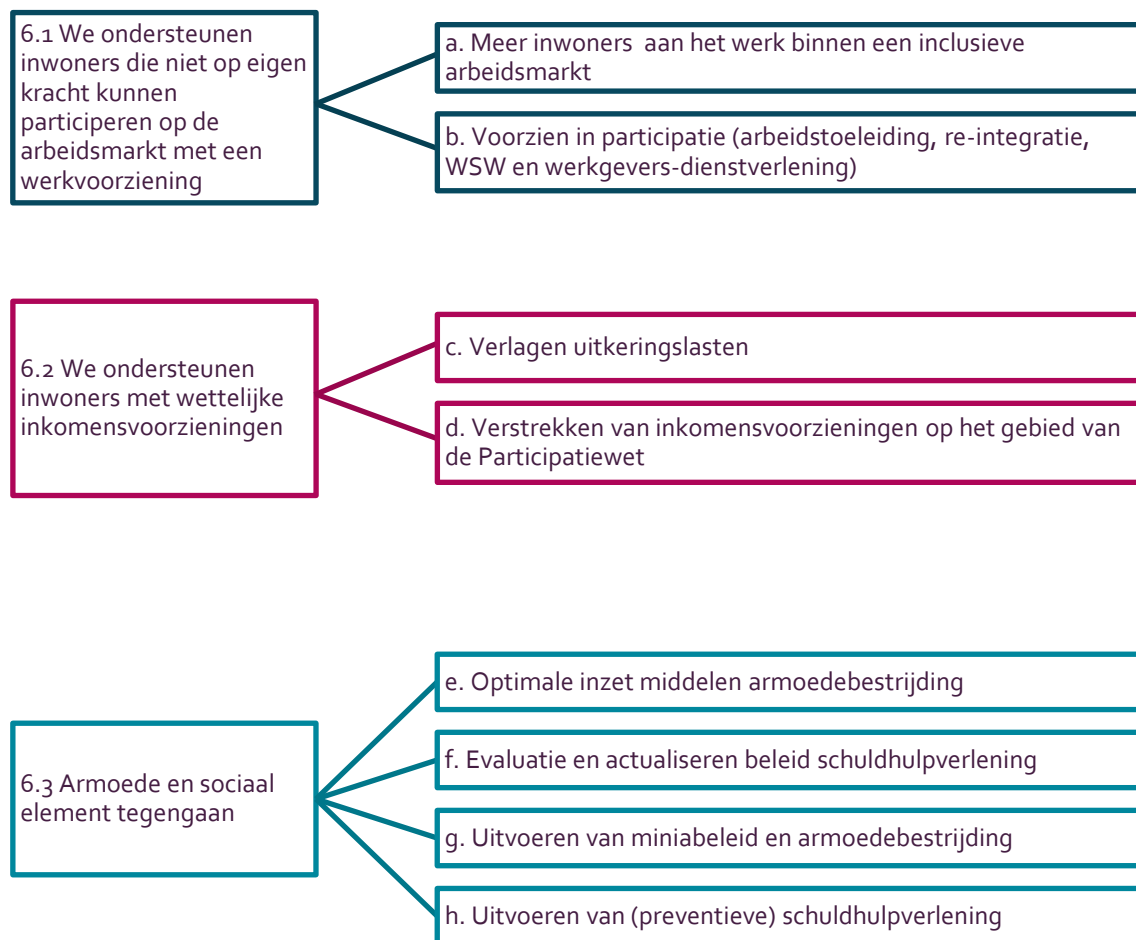 6.1 We ondersteunen
inwoners die niet op eigen
kracht kunnen
participeren op de
arbeidsmarkt met een
werkvoorziening
a. Meer inwoners aan het werk binnen een inclusieve
arbeidsmarkt
b. Voorzien in participatie (arbeidstoeleiding, re-integratie,
WSW en werkgevers-dienstverlening)
6.2 We ondersteunen
inwoners met wettelijke
inkomensvoorzieningen
c. Verlagen uitkeringslasten
d. Verstrekken van inkomensvoorzieningen op het gebied van
de Participatiewet
6.3 Armoede en sociaal
element tegengaan
e. Optimale inzet middelen armoedebestrijding
f. Evaluatie en actualiseren beleid schuldhulpverlening
g. Uitvoeren van miniabeleid en armoedebestrijding
h. Uitvoeren van (preventieve) schuldhulpverlening